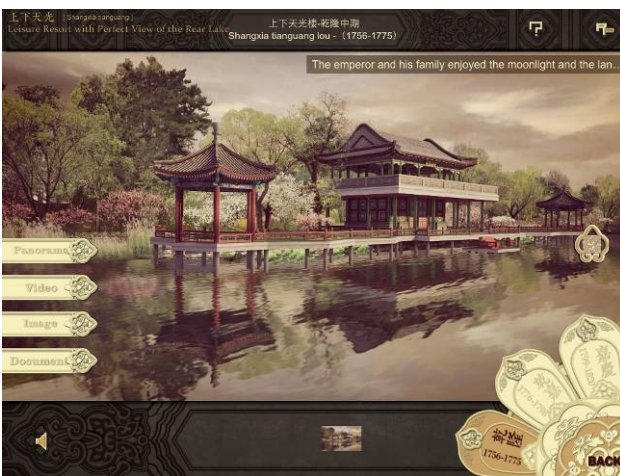 上下天光 [Shangxia tianguang]
Leisure Resort with Perfect View of the Rear Lake
上下天光楼-乾隆中期
Shangxia tianguang lou -（1756-1775）
The emperor and his family enjoyed the moonlight and the lan...
Panorama
Video
Image
Document
乾隆
1756-1775
BACK